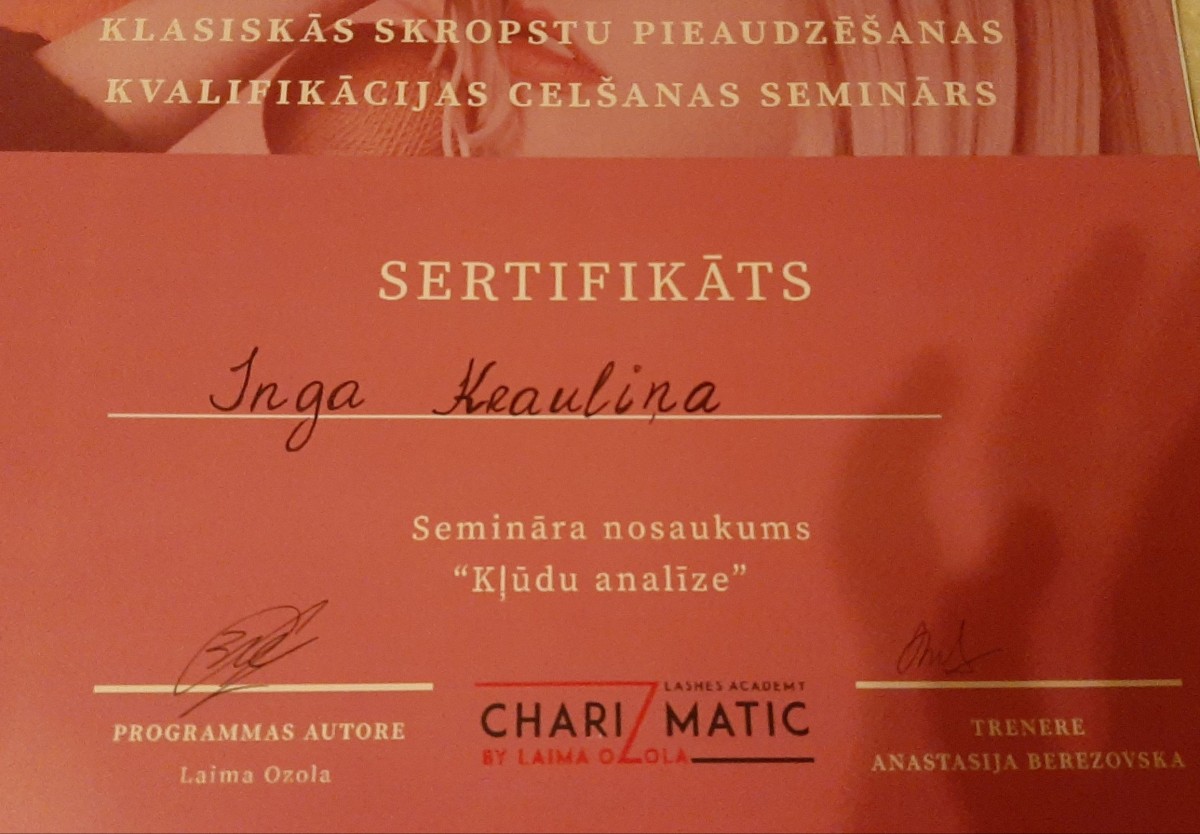 KLASISKĀS SKROPSTU PIEAUDZĒŠANAS
KVALIFIKĀCIJAS CELŠANAS SEMINĀRS
SERTIFIKĀTS
Inga Keauliņa
Semināra nosaukums
“Kļūdu analīze”
PROGRAMMAS AUTORE
Laima Ozola
LASHES ACADEMY
CHARIZMATIC
BY LAIMA OZOLA
TRENERE
ANASTASIJA BEREZOVSKA